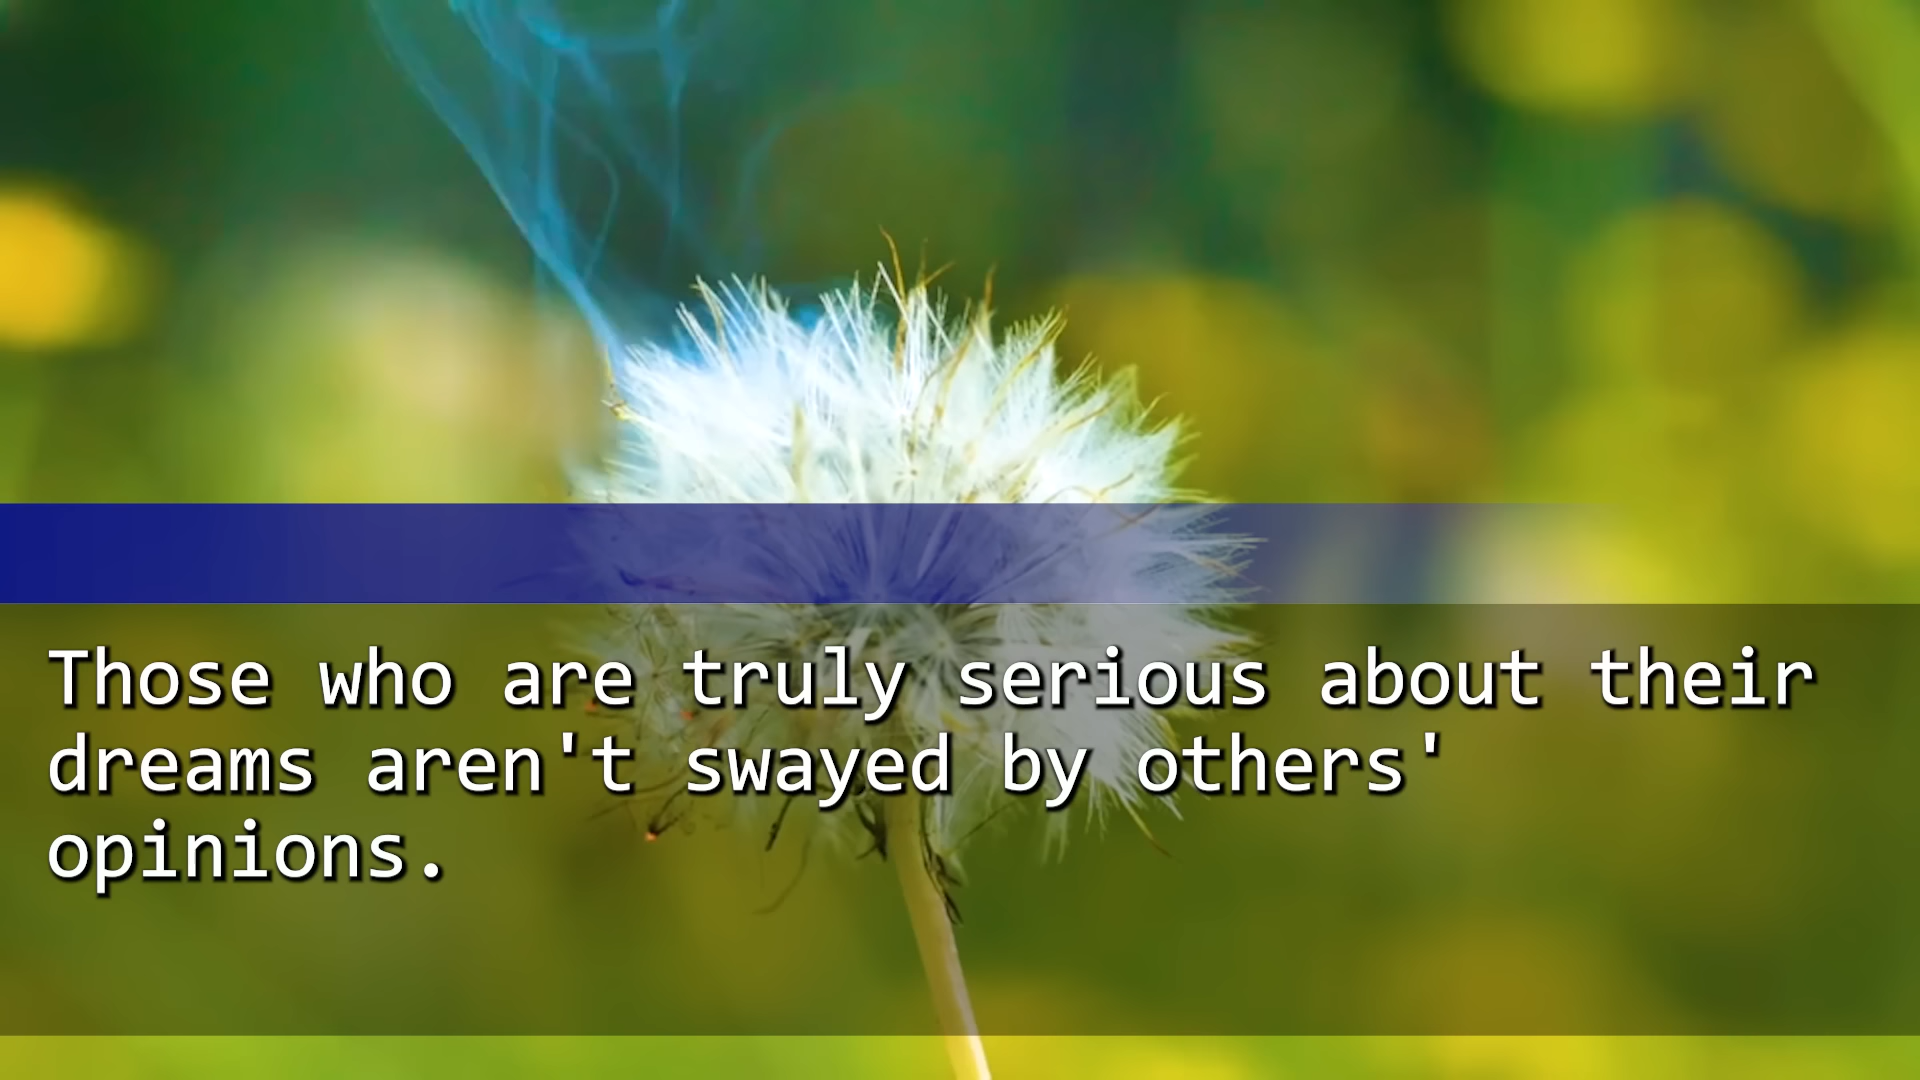 Those who are truly serious about their
dreams aren't swayed by others'
opinions.